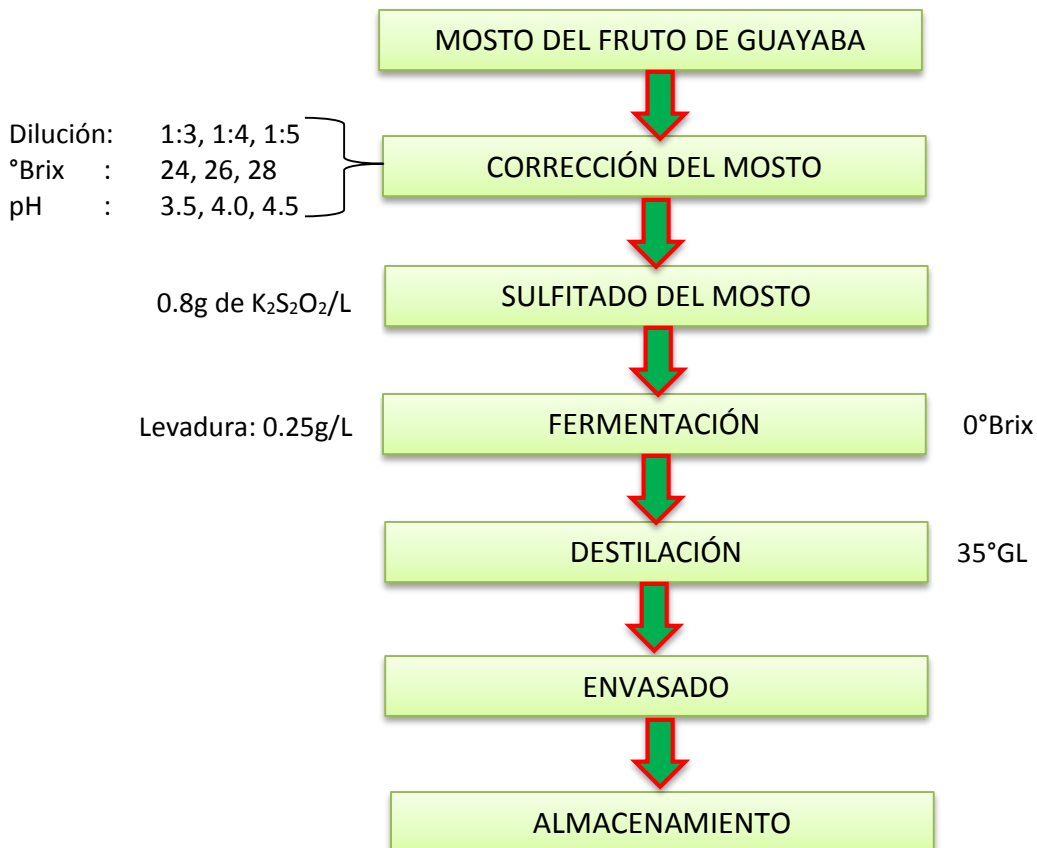 MOSTO DEL FRUTO DE GUAYABA
Dilución: 1:3, 1:4, 1:5
°Brix : 24, 26, 28
pH : 3.5, 4.0, 4.5
CORRECCIÓN DEL MOSTO
0.8g de K₂S₂O₂/L
SULFITADO DEL MOSTO
Levadura: 0.25g/L
FERMENTACIÓN
0°Brix
DESTILACIÓN
35°GL
ENVASADO
ALMACENAMIENTO